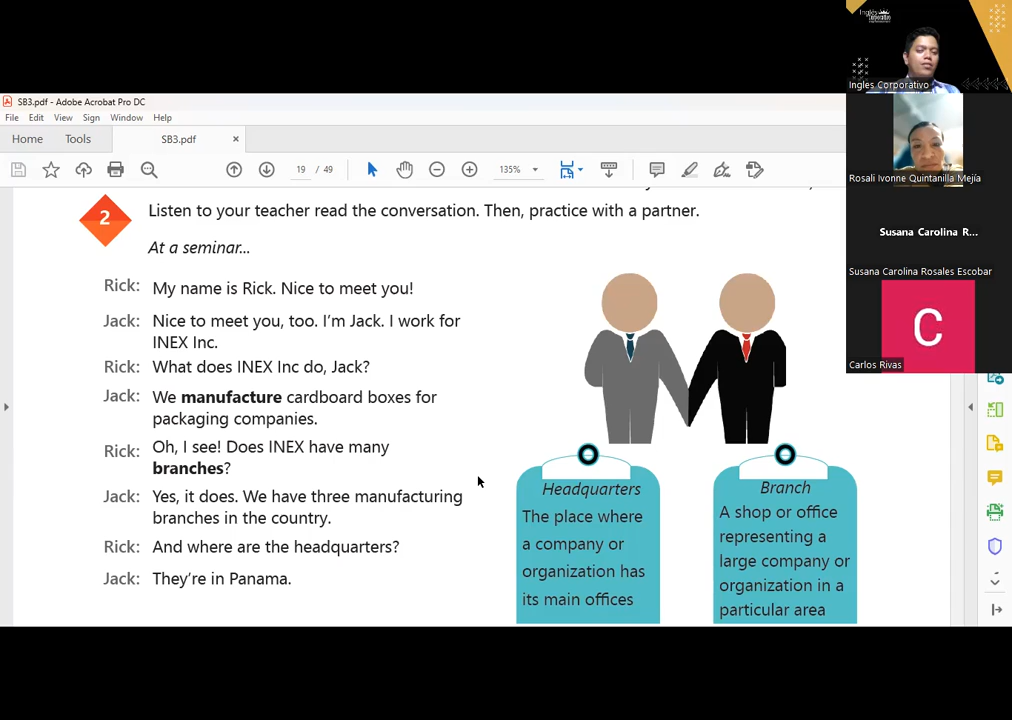 SB3.pdf - Adobe Acrobat Pro DC
File Edit View Sign Window Help
Home Tools SB3.pdf ×
19 / 49 135%
2
Listen to your teacher read the conversation. Then, practice with a partner.
At a seminar...
Rick: My name is Rick. Nice to meet you!
Jack: Nice to meet you, too. I'm Jack. I work for
INEX Inc.
Rick: What does INEX Inc do, Jack?
Jack: We manufacture cardboard boxes for
packaging companies.
Rick: Oh, I see! Does INEX have many
branches?
Jack: Yes, it does. We have three manufacturing
branches in the country.
Rick: And where are the headquarters?
Jack: They're in Panama.
Headquarters
The place where
a company or
organization has
its main offices
Branch
A shop or office
representing a
large company or
organization in a
particular area
Inglés
Corporativo
Ingles Corporativo
Rosali Ivonne Quintanilla Mejía
Susana Carolina R...
Susana Carolina Rosales Escobar
C
Carlos Rivas